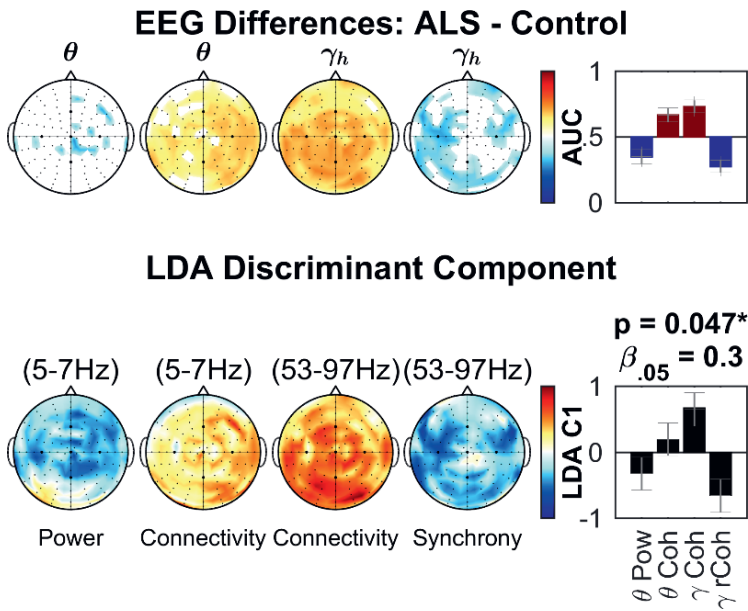 EEG Differences: ALS - Control
θ θ γh γh
AUC
1
.5
0
LDA Discriminant Component
p = 0.047*
β.05 = 0.3
(5-7Hz) (5-7Hz) (53-97Hz) (53-97Hz)
LDA C1
1
0
-1
Power Connectivity Connectivity Synchrony
θ Pow
θ Coh
γ Coh
γ rCoh